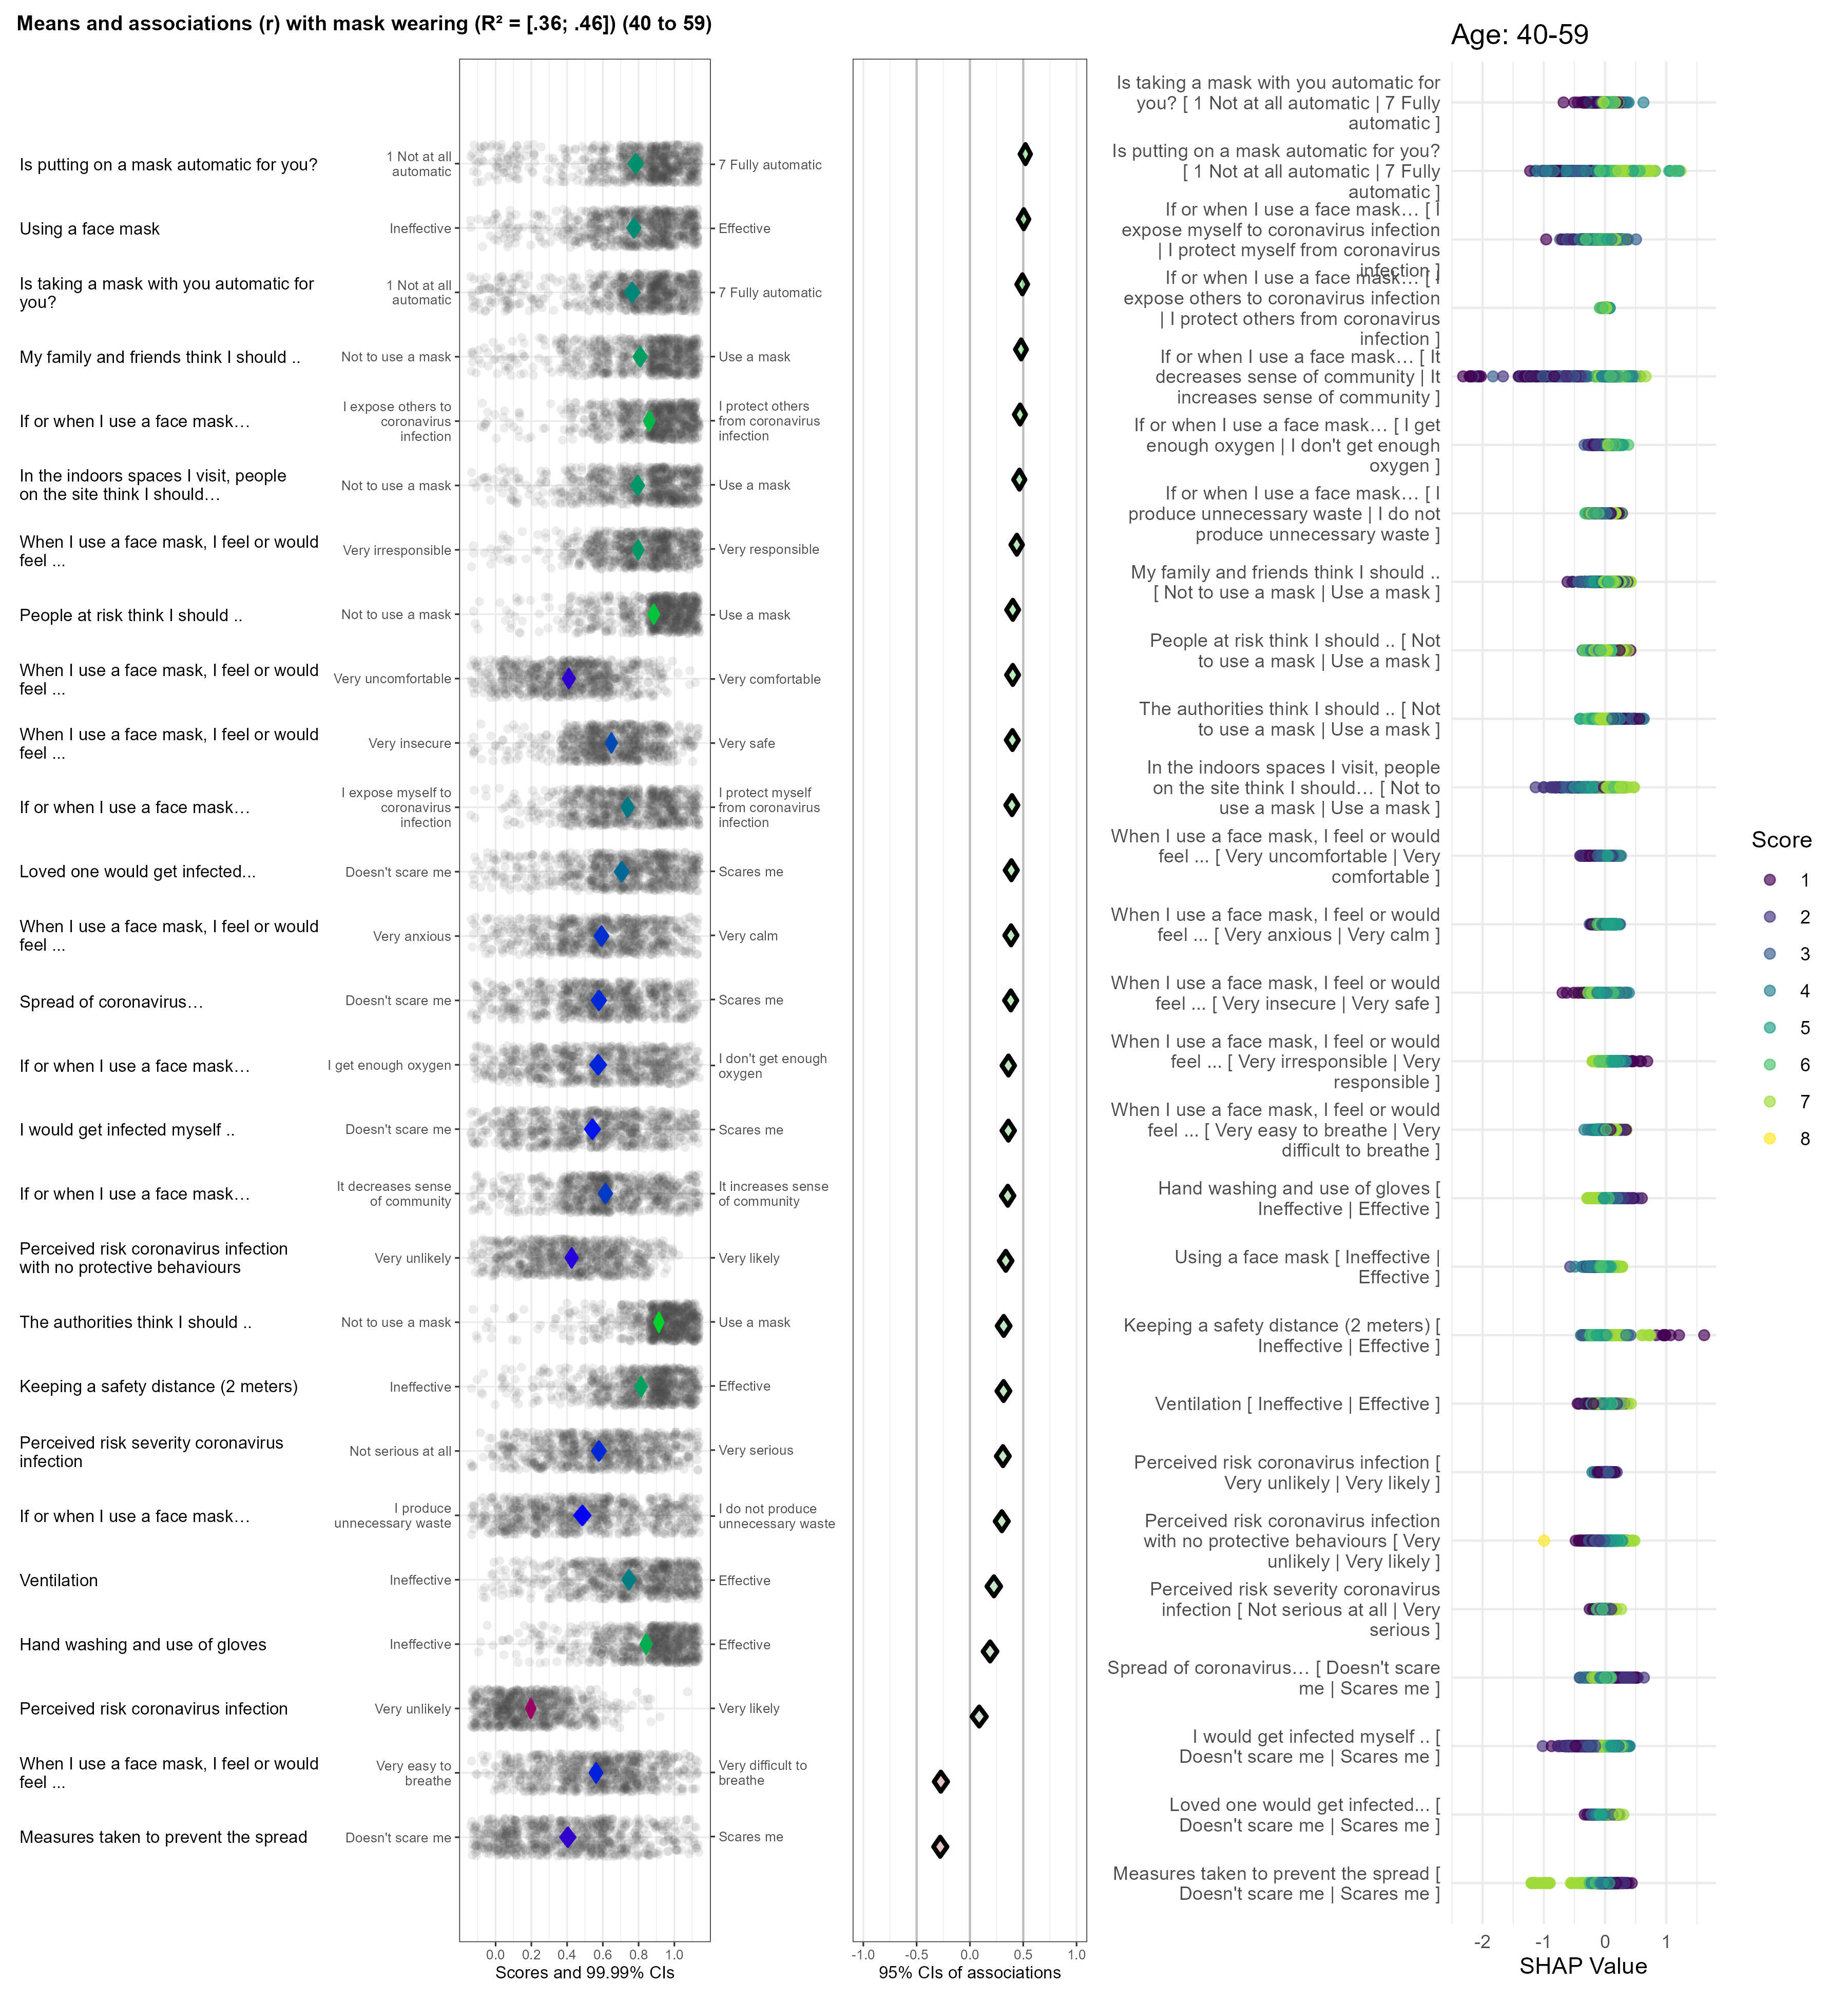 Means and associations (r) with mask wearing (R² = [.36; .46]) (40 to 59)
Is putting on a mask automatic for you?
1 Not at all
automatic
7 Fully automatic
Using a face mask
Ineffective
Effective
Is taking a mask with you automatic for
you?
1 Not at all
automatic
7 Fully automatic
My family and friends think I should ..
Not to use a mask
Use a mask
If or when I use a face mask…
I expose others to
coronavirus
infection
I protect others
from coronavirus
infection
In the indoors spaces I visit, people
on the site think I should…
Not to use a mask
Use a mask
When I use a face mask, I feel or would
feel ...
Very irresponsible
Very responsible
People at risk think I should ..
Not to use a mask
Use a mask
When I use a face mask, I feel or would
feel ...
Very uncomfortable
Very comfortable
When I use a face mask, I feel or would
feel ...
Very insecure
Very safe
If or when I use a face mask…
I expose myself to
coronavirus
infection
I protect myself
from coronavirus
infection
Loved one would get infected...
Doesn't scare me
Scares me
When I use a face mask, I feel or would
feel ...
Very anxious
Very calm
Spread of coronavirus…
Doesn't scare me
Scares me
If or when I use a face mask…
I get enough oxygen
I don't get enough
oxygen
I would get infected myself ..
Doesn't scare me
Scares me
If or when I use a face mask…
It decreases sense
of community
It increases sense
of community
Perceived risk coronavirus infection
with no protective behaviours
Very unlikely
Very likely
The authorities think I should ..
Not to use a mask
Use a mask
Keeping a safety distance (2 meters)
Ineffective
Effective
Perceived risk severity coronavirus
infection
Not serious at all
Very serious
If or when I use a face mask…
I produce
unnecessary waste
I do not produce
unnecessary waste
Ventilation
Ineffective
Effective
Hand washing and use of gloves
Ineffective
Effective
Perceived risk coronavirus infection
Very unlikely
Very likely
When I use a face mask, I feel or would
feel ...
Very easy to
breathe
Very difficult to
breathe
Measures taken to prevent the spread
Doesn't scare me
Scares me
0.0 0.2 0.4 0.6 0.8 1.0
Scores and 99.99% CIs
-1.0 -0.5 0.0 0.5 1.0
95% CIs of associations
Age: 40-59
Is taking a mask with you automatic for
you? [ 1 Not at all automatic | 7 Fully
automatic ]
Is putting on a mask automatic for you?
[ 1 Not at all automatic | 7 Fully
automatic ]
If or when I use a face mask… [ I
expose myself to coronavirus infection
| I protect myself from coronavirus
infection ]
If or when I use a face mask… [ I
expose others to coronavirus infection
| I protect others from coronavirus
infection ]
If or when I use a face mask… [ It
decreases sense of community | It
increases sense of community ]
If or when I use a face mask… [ I get
enough oxygen | I don't get enough
oxygen ]
If or when I use a face mask… [ I
produce unnecessary waste | I do not
produce unnecessary waste ]
My family and friends think I should ..
[ Not to use a mask | Use a mask ]
People at risk think I should .. [ Not
to use a mask | Use a mask ]
The authorities think I should .. [ Not
to use a mask | Use a mask ]
In the indoors spaces I visit, people
on the site think I should… [ Not to
use a mask | Use a mask ]
When I use a face mask, I feel or would
feel ... [ Very uncomfortable | Very
comfortable ]
When I use a face mask, I feel or would
feel ... [ Very anxious | Very calm ]
When I use a face mask, I feel or would
feel ... [ Very insecure | Very safe ]
When I use a face mask, I feel or would
feel ... [ Very irresponsible | Very
responsible ]
When I use a face mask, I feel or would
feel ... [ Very easy to breathe | Very
difficult to breathe ]
Hand washing and use of gloves [
Ineffective | Effective ]
Using a face mask [ Ineffective |
Effective ]
Keeping a safety distance (2 meters) [
Ineffective | Effective ]
Ventilation [ Ineffective | Effective ]
Perceived risk coronavirus infection [
Very unlikely | Very likely ]
Perceived risk coronavirus infection
with no protective behaviours [ Very
unlikely | Very likely ]
Perceived risk severity coronavirus
infection [ Not serious at all | Very
serious ]
Spread of coronavirus… [ Doesn't scare
me | Scares me ]
I would get infected myself .. [
Doesn't scare me | Scares me ]
Loved one would get infected... [
Doesn't scare me | Scares me ]
Measures taken to prevent the spread [
Doesn't scare me | Scares me ]
-2 -1 0 1
SHAP Value
Score
1
2
3
4
5
6
7
8